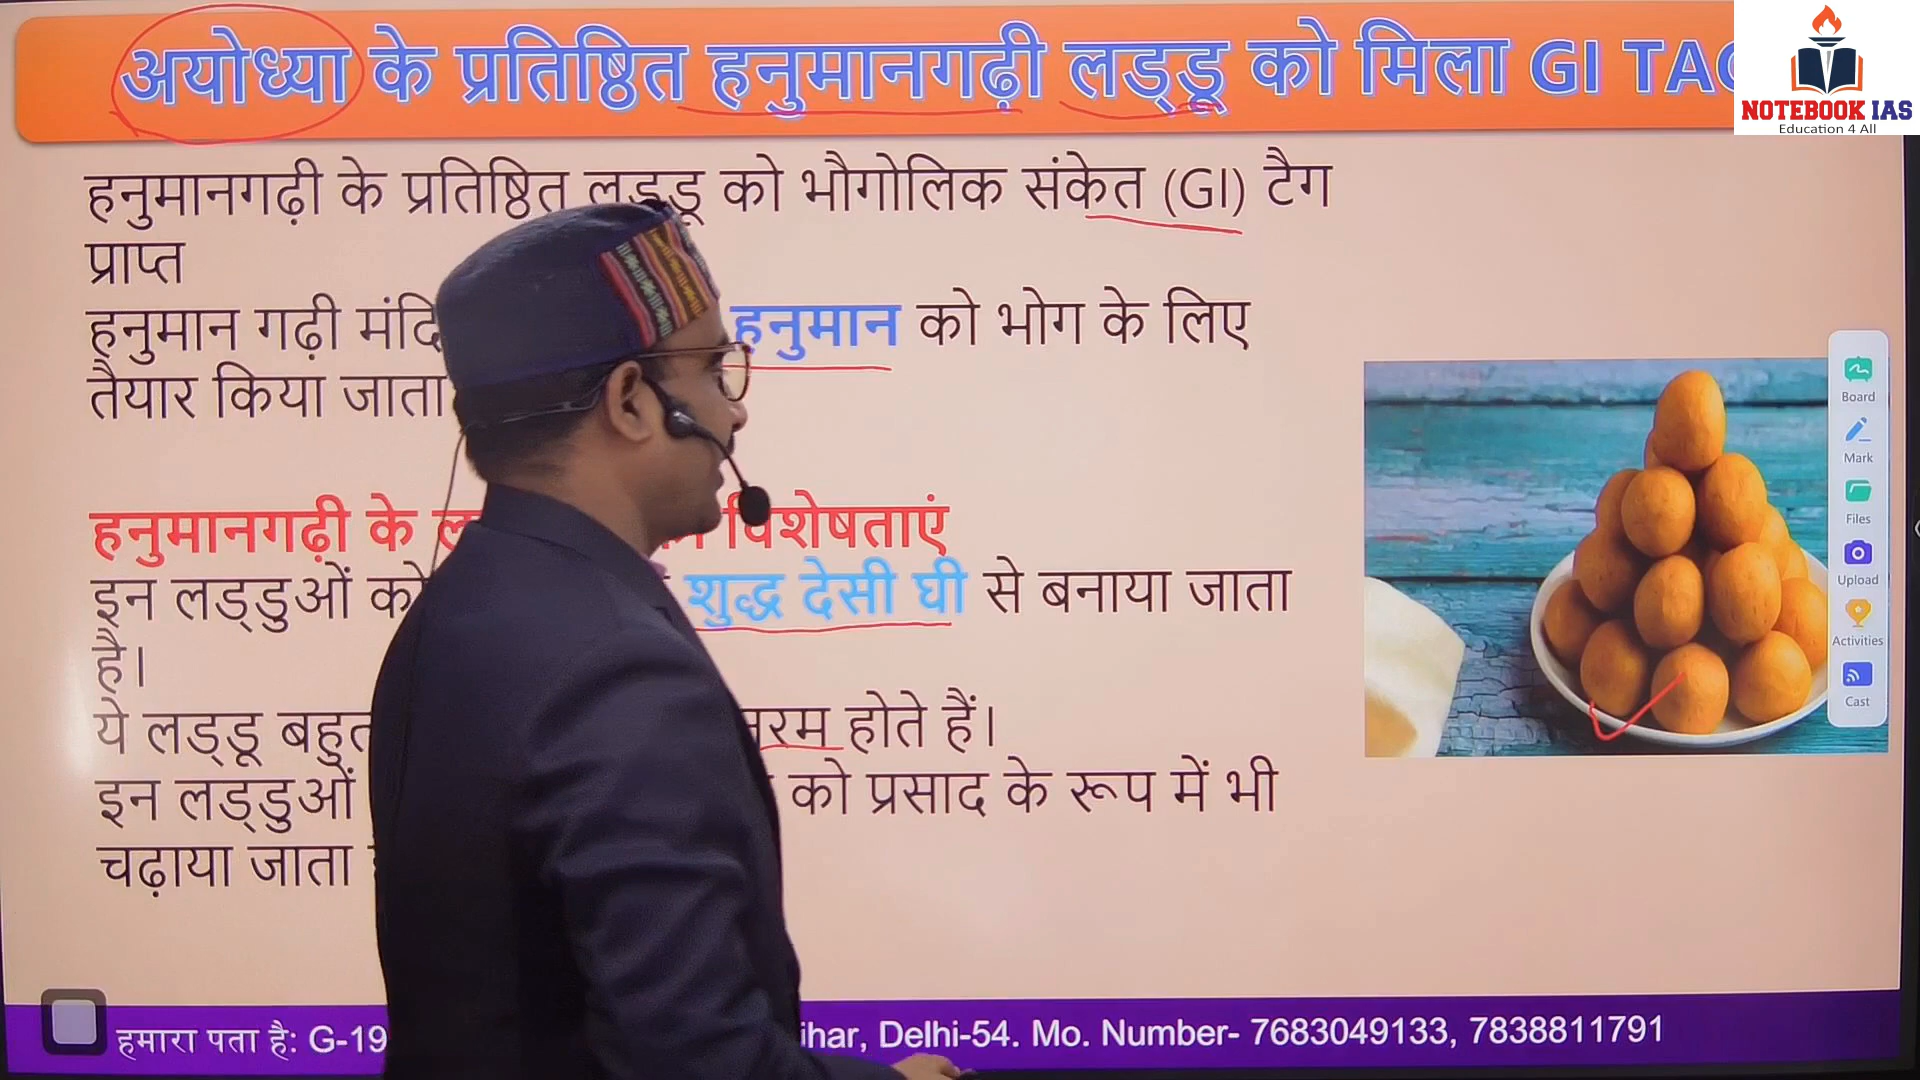 अयोध्या के प्रतिष्ठित हनुमानगढ़ी लड्डू को मिला GI TAG
NOTEBOOK IAS
Education 4 All
हनुमानगढ़ी के प्रतिष्ठित लड्डू को भौगोलिक संकेत (GI) टैग
प्राप्त
हनुमान गढ़ी हनुमान को भोग के लिए
तैयार किया जाता
हनुमानगढ़ी के विशेषताएं
इन लड्डुओं को शुद्ध देसी घी से बनाया जाता
है।
ये लड्डू बहुत नरम होते हैं।
इन लड्डुओं को प्रसाद के रूप में भी
चढ़ाया जाता
हमारा पता है: G-19 Delhi-54. Mo. Number- 7683049133, 7838811791
Board
Mark
Files
Upload
Activities
Cast